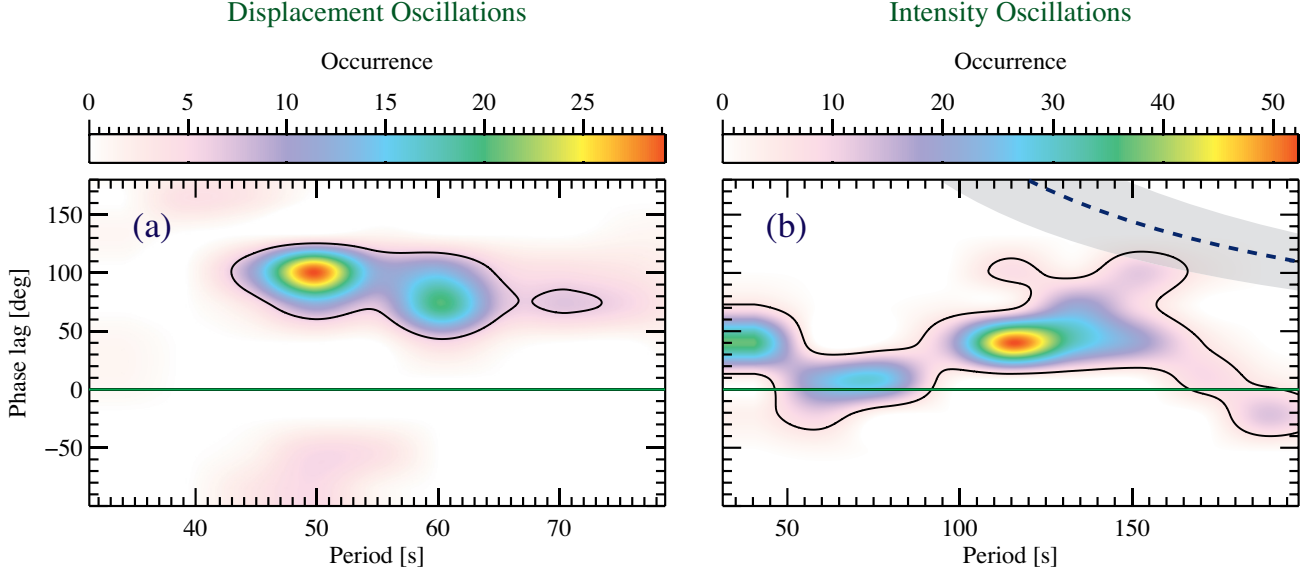 Displacement Oscillations
Intensity Oscillations
Occurrence
Occurrence
0 5 10 15 20 25
0 10 20 30 40 50
(a)
(b)
150
100
50
0
−50
Phase lag [deg]
40 50 60 70
50 100 150
Period [s]
Period [s]